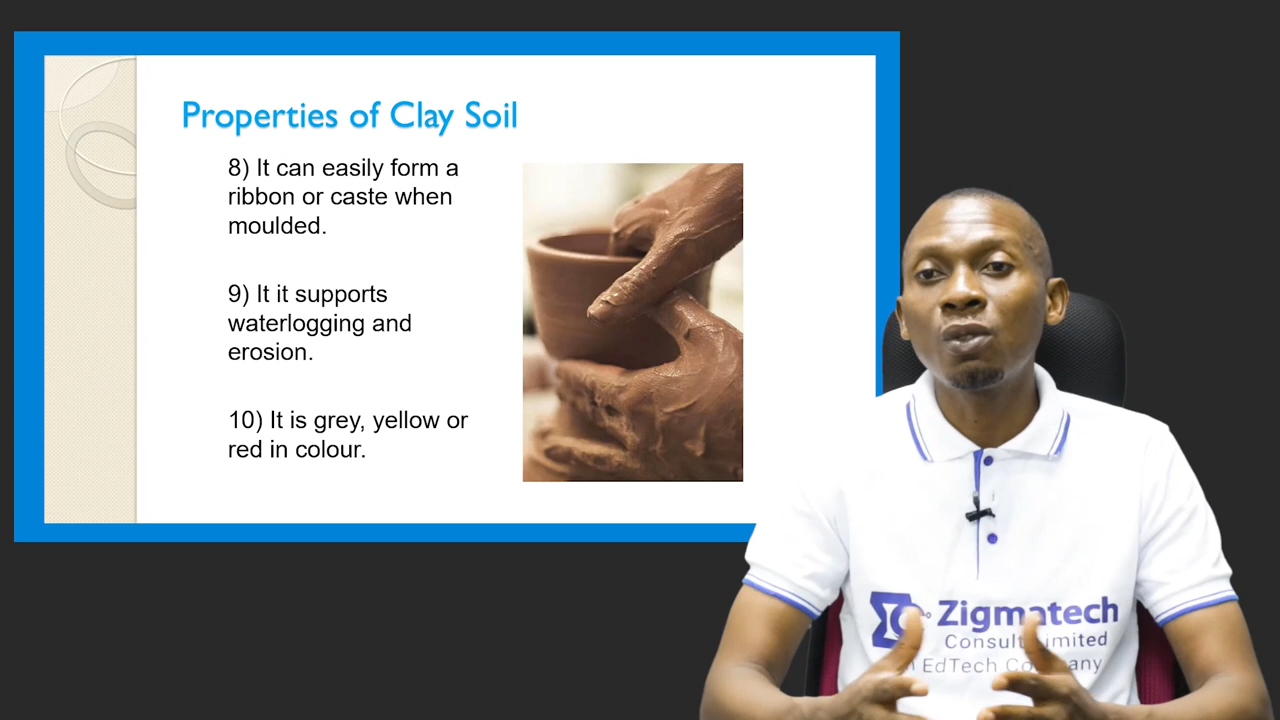 Properties of Clay Soil
8) It can easily form a
ribbon or caste when
moulded.
9) It it supports
waterlogging and
erosion.
10) It is grey, yellow or
red in colour.
Zigmatech
Consult Limited
EdTech Company